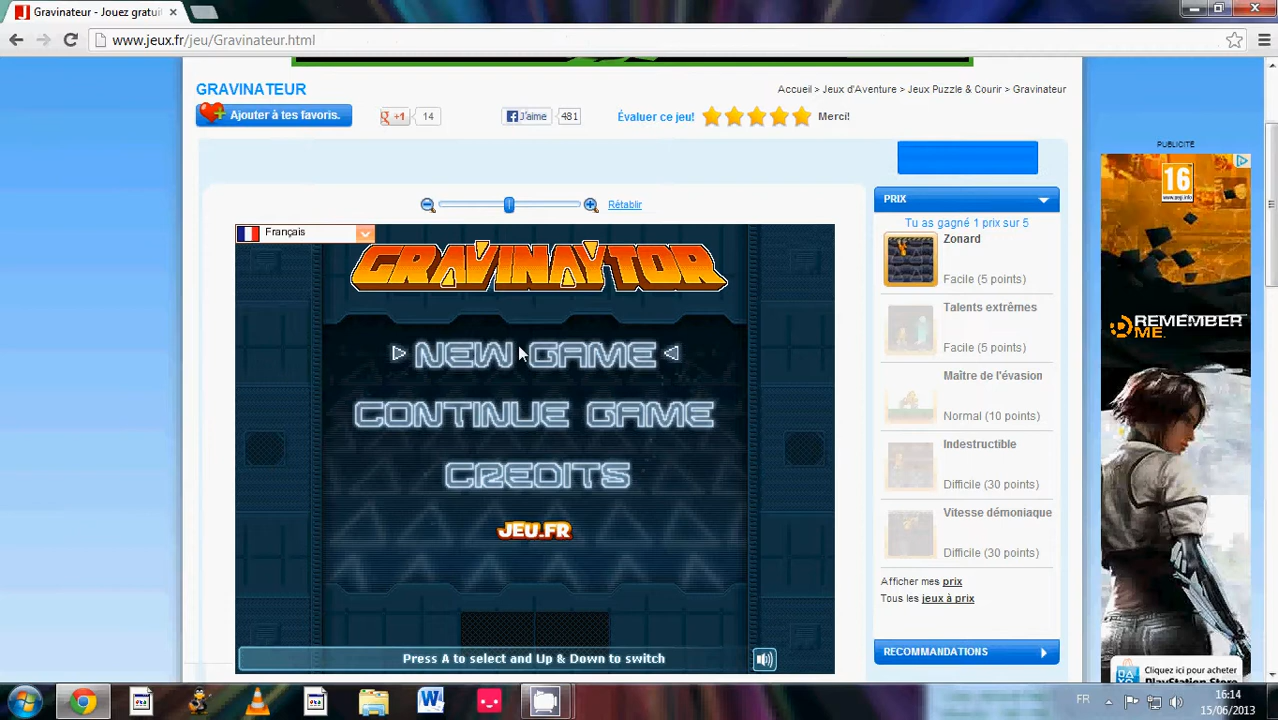 Gravinateur - Jouez gratui
www.jeux.fr/jeu/Gravinateur.html
GRAVINATEUR
Accueil > Jeux d'Aventure > Jeux Puzzle & Courir > Gravinateur
Ajouter á tes favoris.
+1
14
J'aime
481
Évaluer ce jeu!
Merci!
PUBLICITÉ
Rétablir
PRIX
Tu as gagné 1 prix sur 5
Français
GRAVINAYTOR
Zonard
Facile (5 points)
Talents extrêmes
Facile (5 points)
Maître de l'évasion
Normal (10 points)
Indestructible
Difficile (30 points)
Vitesse démoniaque
Difficile (30 points)
Afficher mes prix
Tous les jeux à prix
RECOMMANDATIONS
NEW GAME
CONTINUE GAME
CREDITS
JEU.FR
Press A to select and Up & Down to switch
16
www.pegi.info
REMEMBER
ME.
Cliquez ici pour acheter
PlayStation Store
FR
16:14
15/06/2013